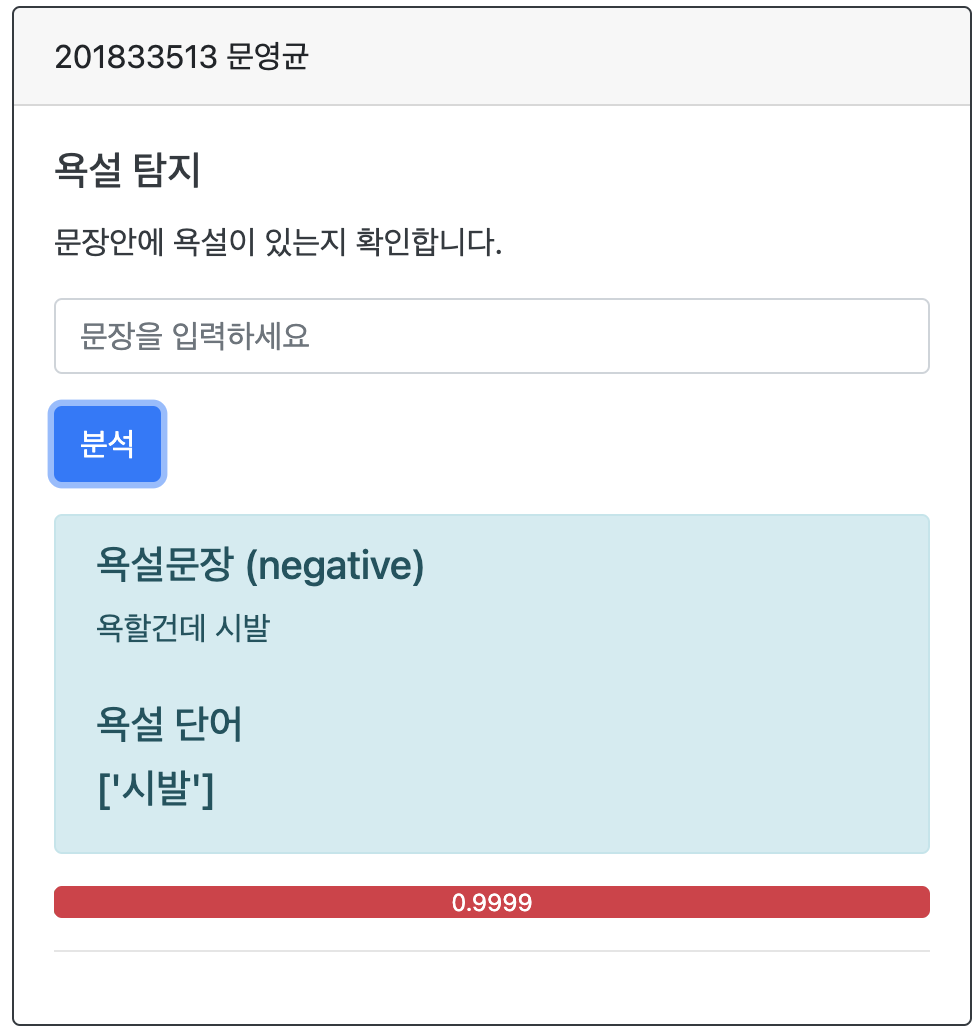 201833513 문영균
욕설 탐지
문장안에 욕설이 있는지 확인합니다.
문장을 입력하세요
분석
욕설문장 (negative)
욕할건데 시발
욕설 단어
['시발']
0.9999